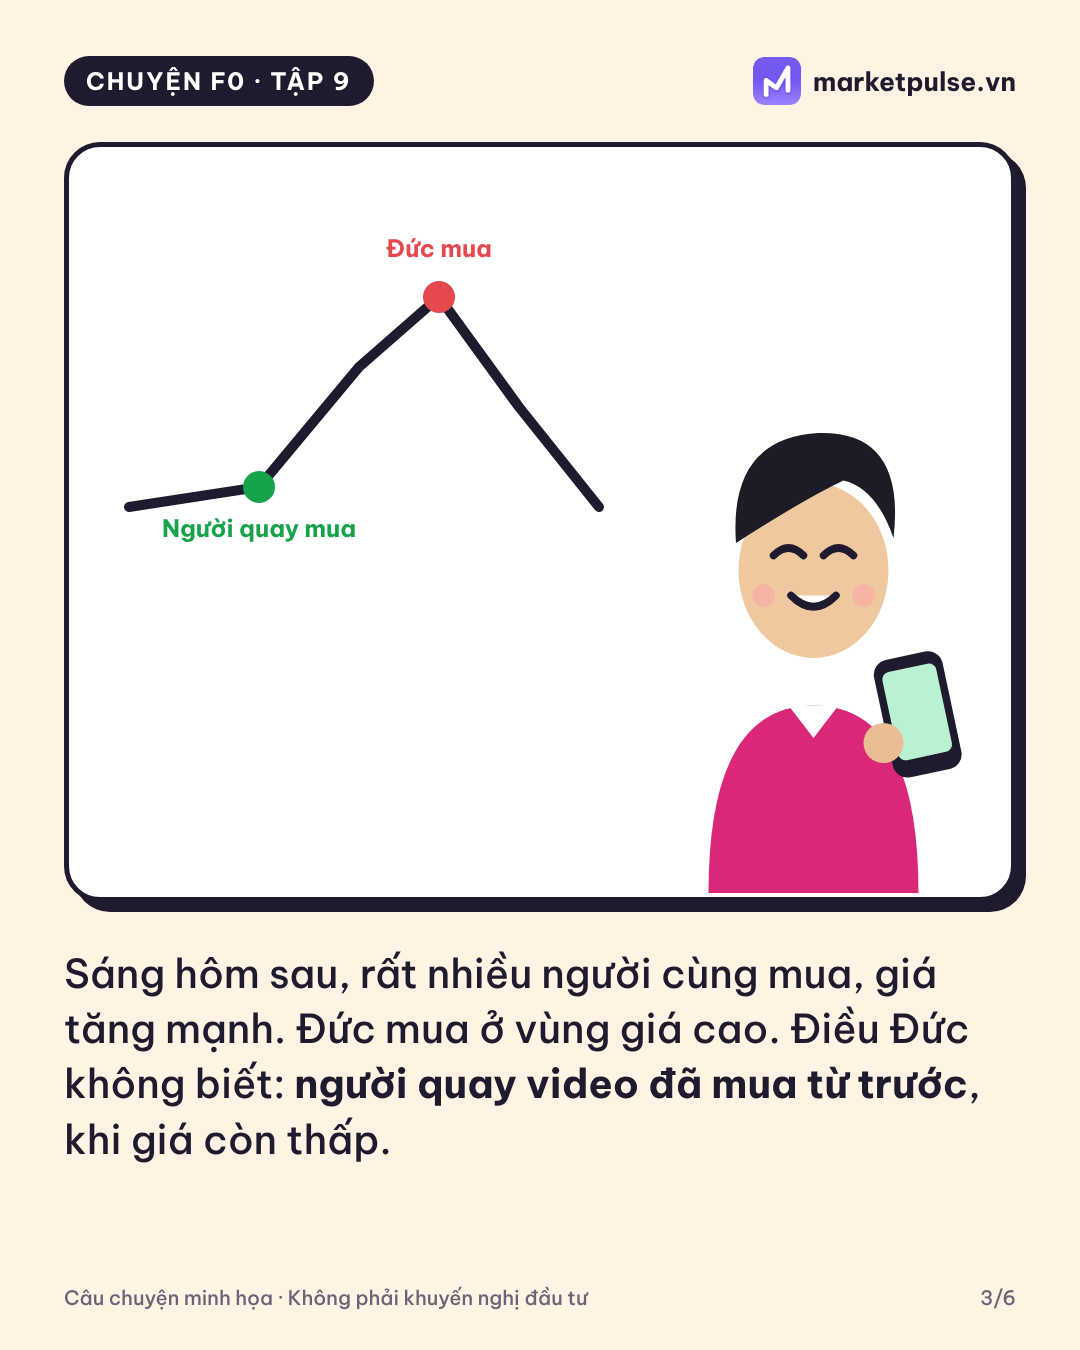 CHUYỆN F0 · TẬP 9
marketpulse.vn
Đức mua
Người quay mua
Sáng hôm sau, rất nhiều người cùng mua, giá
tăng mạnh. Đức mua ở vùng giá cao. Điều Đức
không biết: người quay video đã mua từ trước,
khi giá còn thấp.
Câu chuyện minh họa · Không phải khuyến nghị đầu tư
3/6